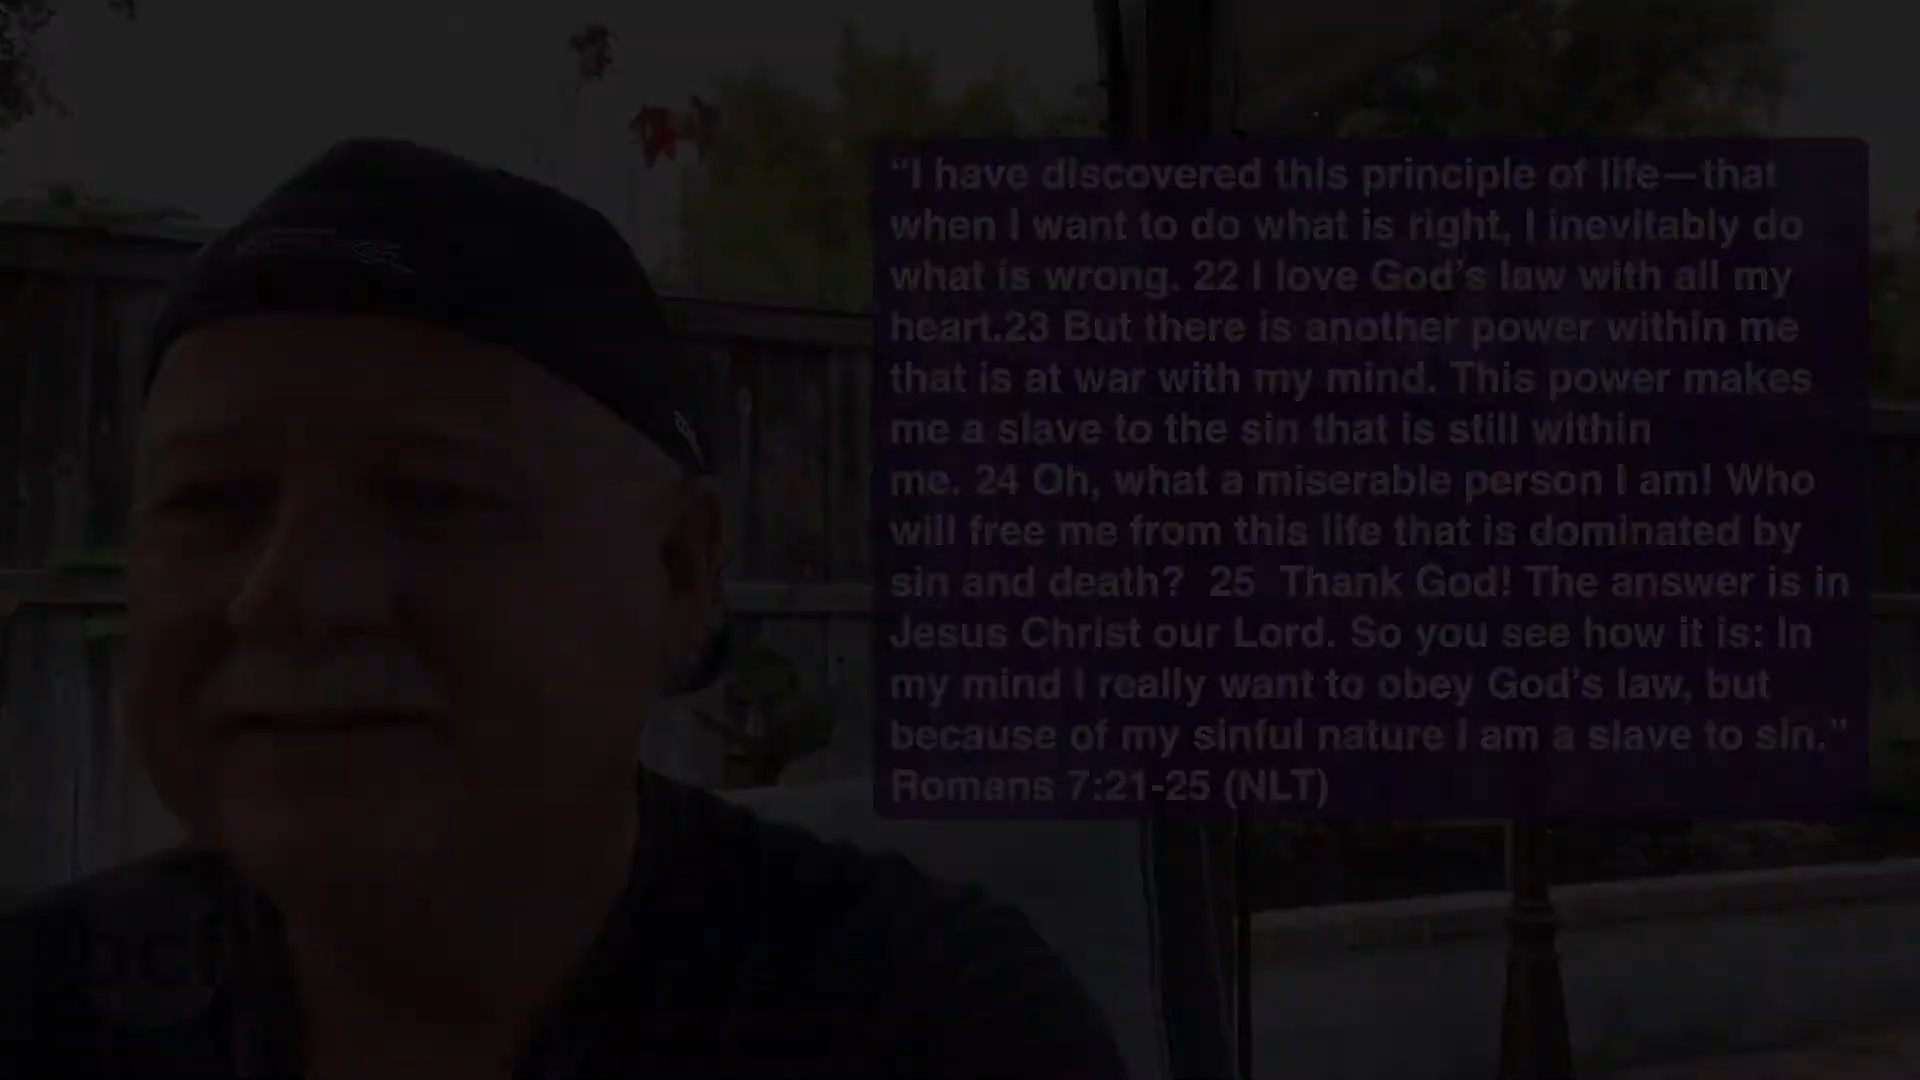 “I have discovered this principle of life—that
when I want to do what is right, I inevitably do
what is wrong. 22 I love God’s law with all my
heart.23 But there is another power within me
that is at war with my mind. This power makes
me a slave to the sin that is still within
me. 24 Oh, what a miserable person I am! Who
will free me from this life that is dominated by
sin and death?  25  Thank God! The answer is in
Jesus Christ our Lord. So you see how it is: In
my mind I really want to obey God’s law, but
because of my sinful nature I am a slave to sin.”
Romans 7:21-25 (NLT)